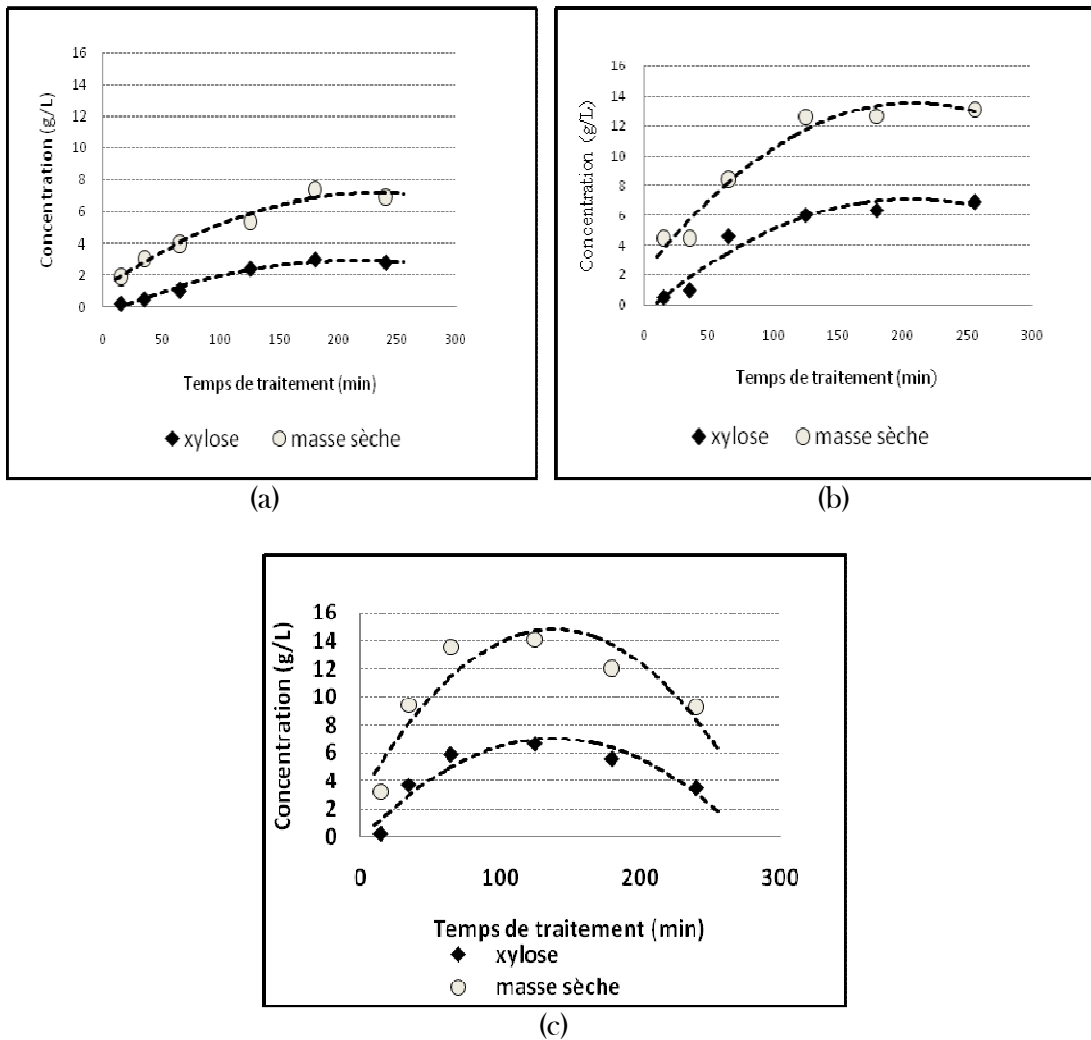 Concentration (g/L)
16
14
12
10
8
6
4
2
0
0 50 100 150 200 250 300
Temps de traitement (min)
xylose masse sèche
(a)
Concentration (g/L)
16
14
12
10
8
6
4
2
0
0 50 100 150 200 250 300
Temps de traitement (min)
xylose masse sèche
(b)
Concentration (g/L)
16
14
12
10
8
6
4
2
0
0 100 200 300
Temps de traitement (min)
xylose
masse sèche
(c)